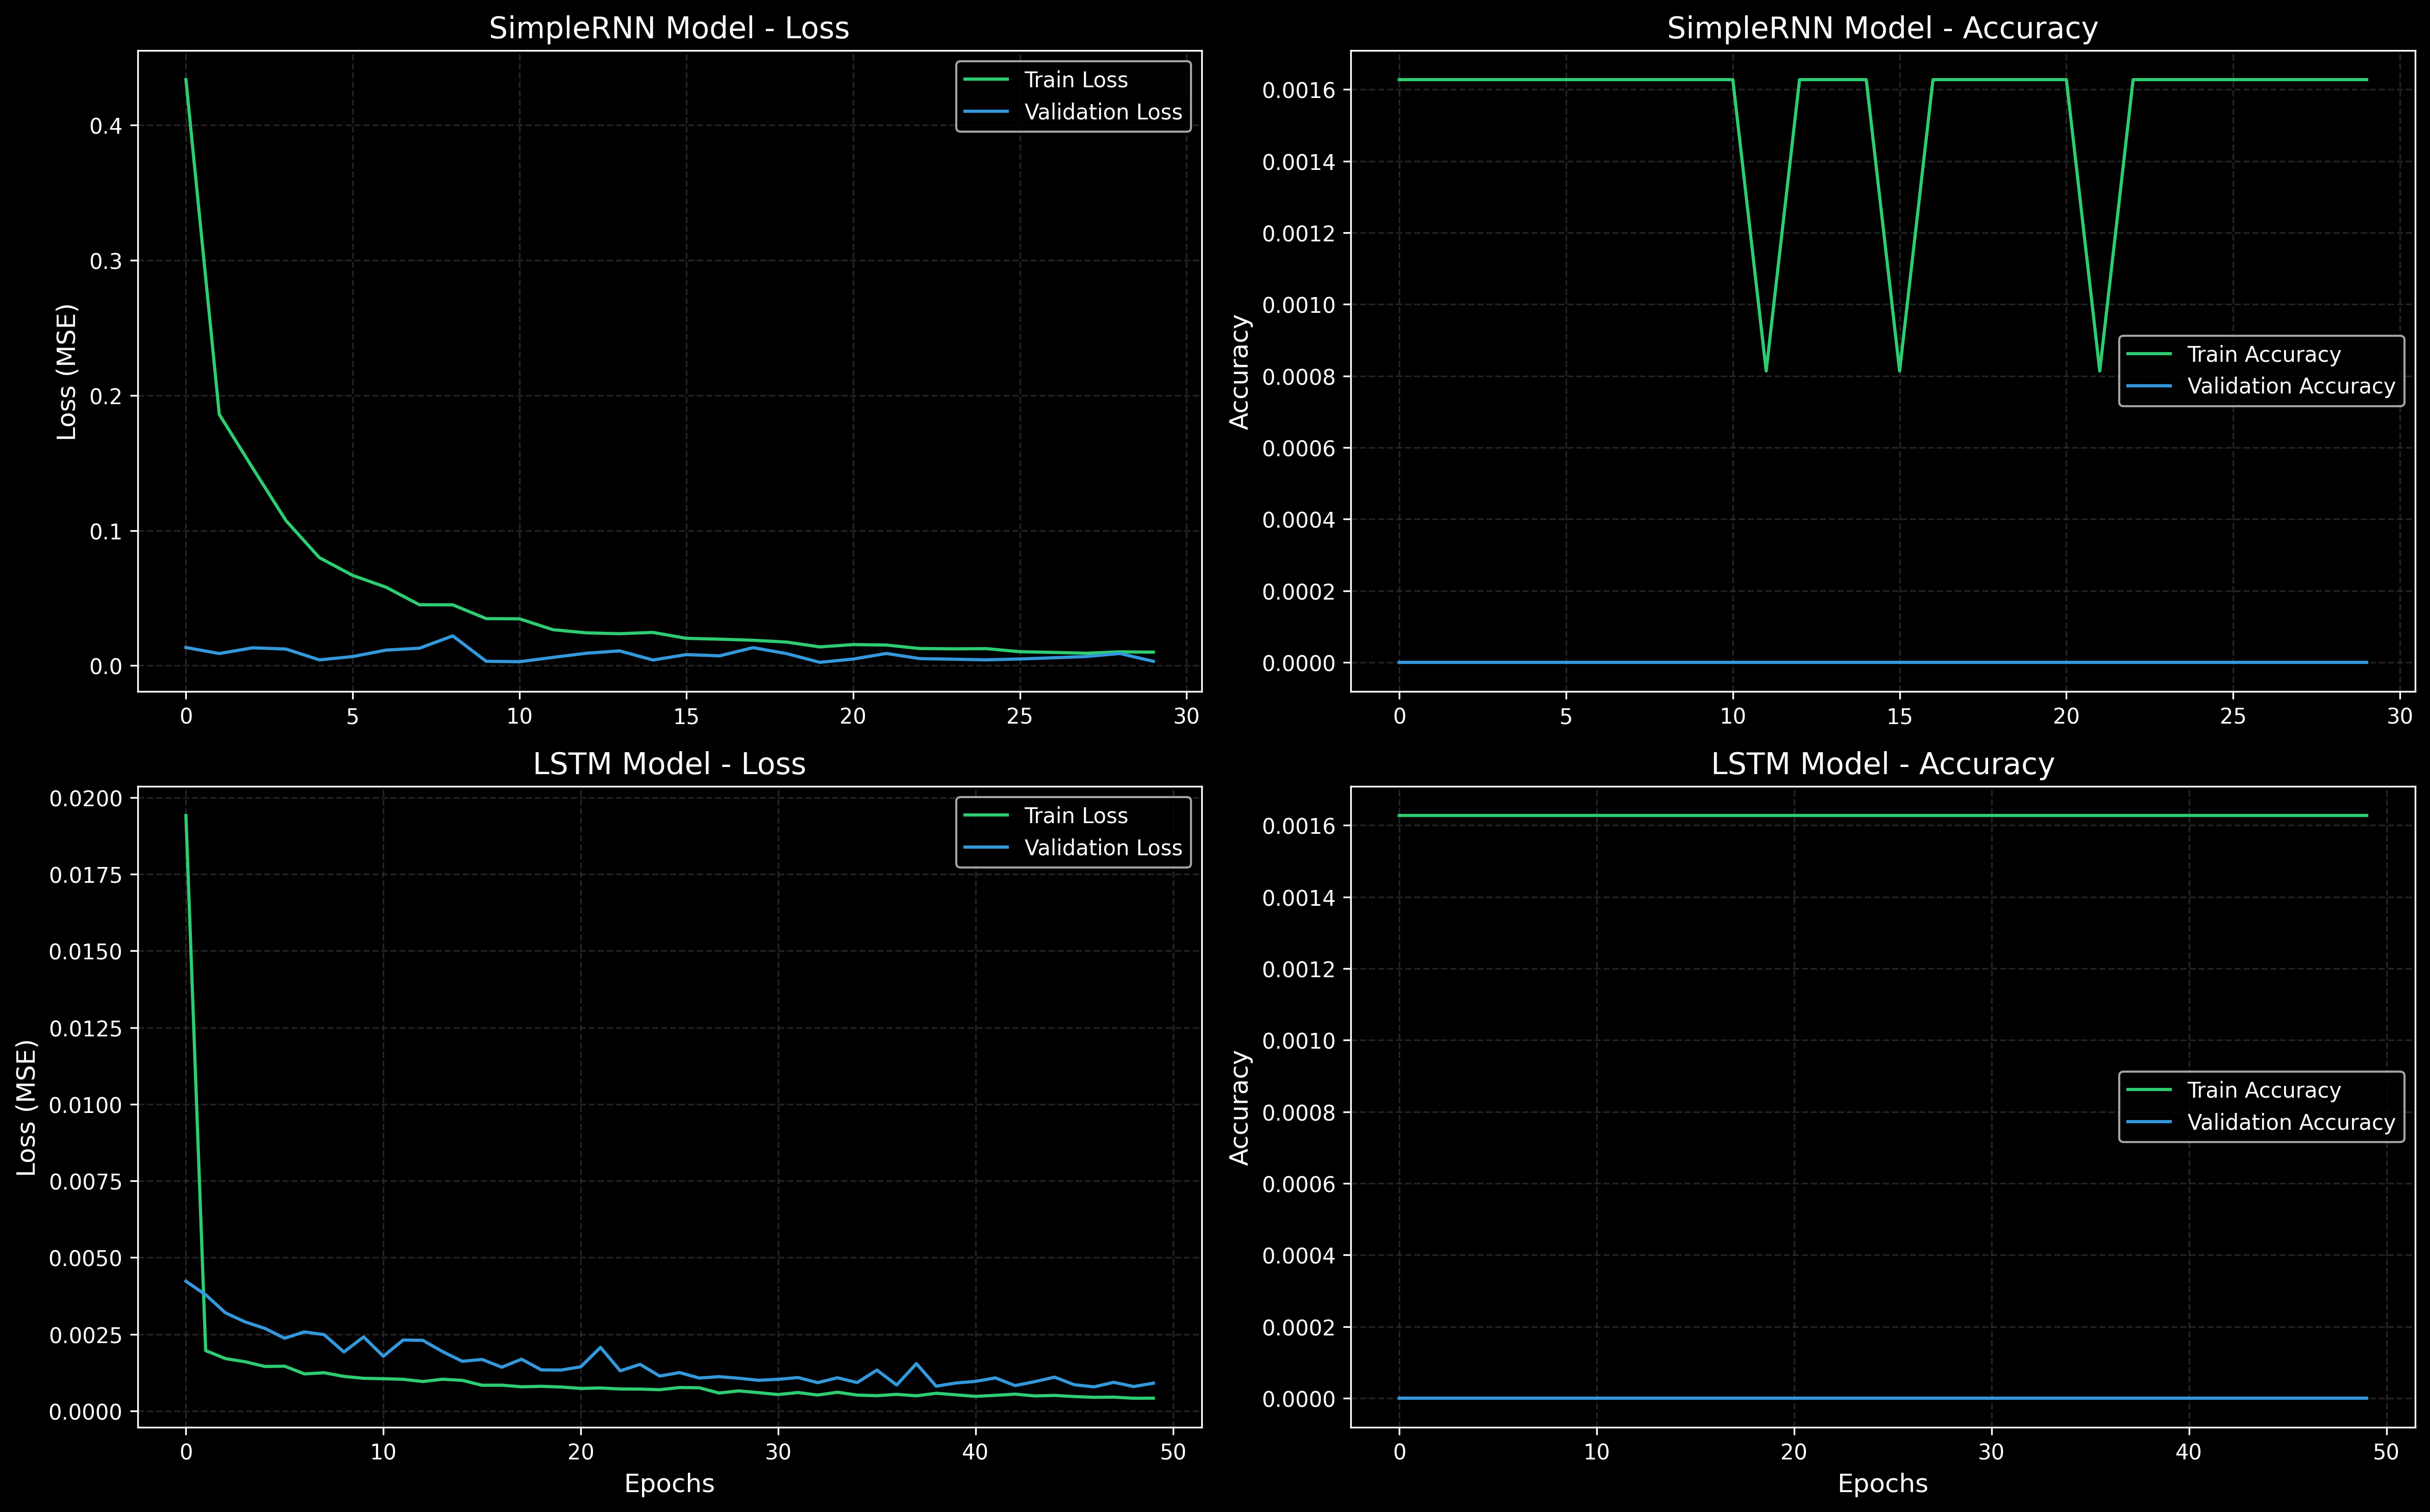 SimpleRNN Model - Loss
Loss (MSE)
0.4
0.3
0.2
0.1
0.0
0 5 10 15 20 25 30
Train Loss
Validation Loss
SimpleRNN Model - Accuracy
Accuracy
0.0016
0.0014
0.0012
0.0010
0.0008
0.0006
0.0004
0.0002
0.0000
0 5 10 15 20 25 30
Train Accuracy
Validation Accuracy
LSTM Model - Loss
Loss (MSE)
0.0200
0.0175
0.0150
0.0125
0.0100
0.0075
0.0050
0.0025
0.0000
0 10 20 30 40 50
Epochs
Train Loss
Validation Loss
LSTM Model - Accuracy
Accuracy
0.0016
0.0014
0.0012
0.0010
0.0008
0.0006
0.0004
0.0002
0.0000
0 10 20 30 40 50
Epochs
Train Accuracy
Validation Accuracy